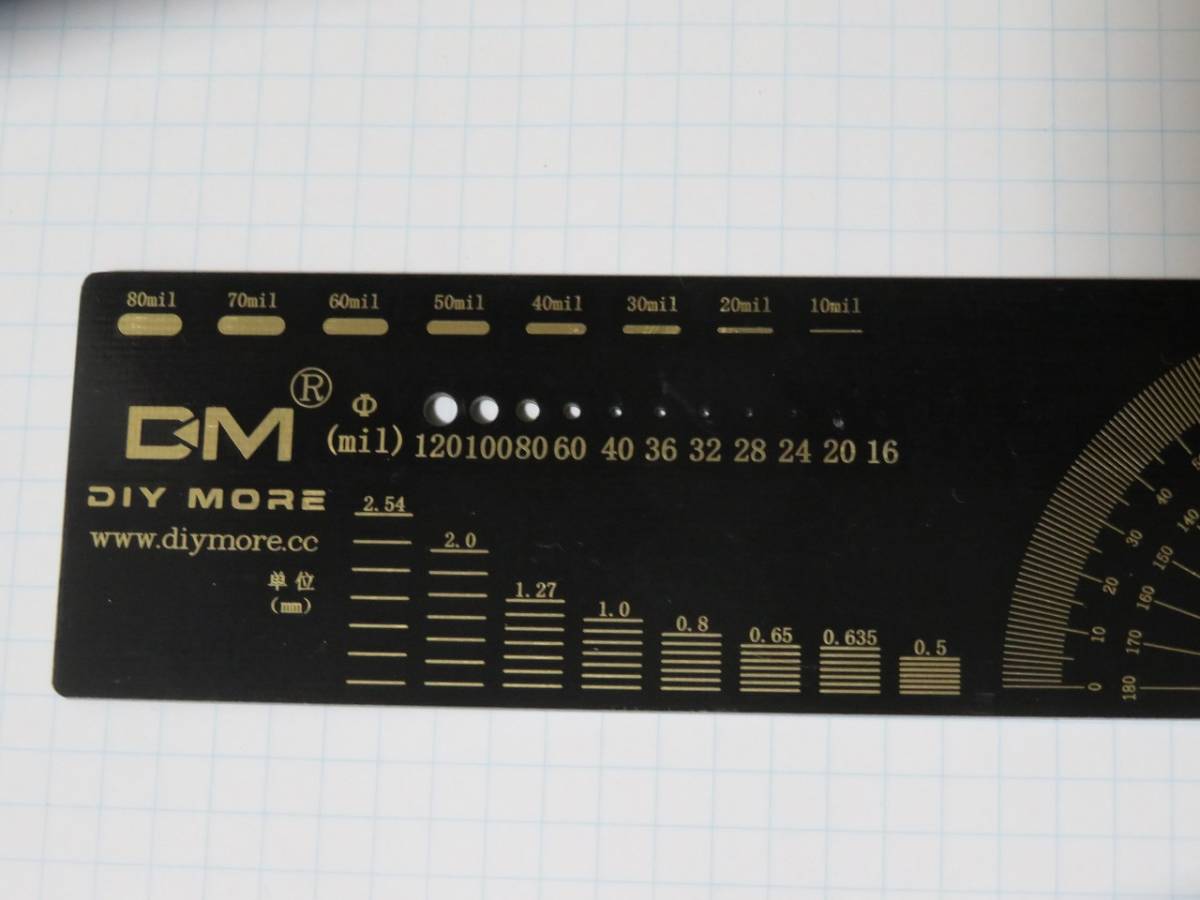 80mil 70mil 60mil 50mil 40mil 30mil 20mil 10mil
DM®
Φ
(mil) 120 100 80 60 40 36 32 28 24 20 16
DIY MORE
www.diymore.cc
单位
(mm)
2.54 2.0 1.27 1.0 0.8 0.65 0.635 0.5
0 10 20 30 40
180 170 160 150 140